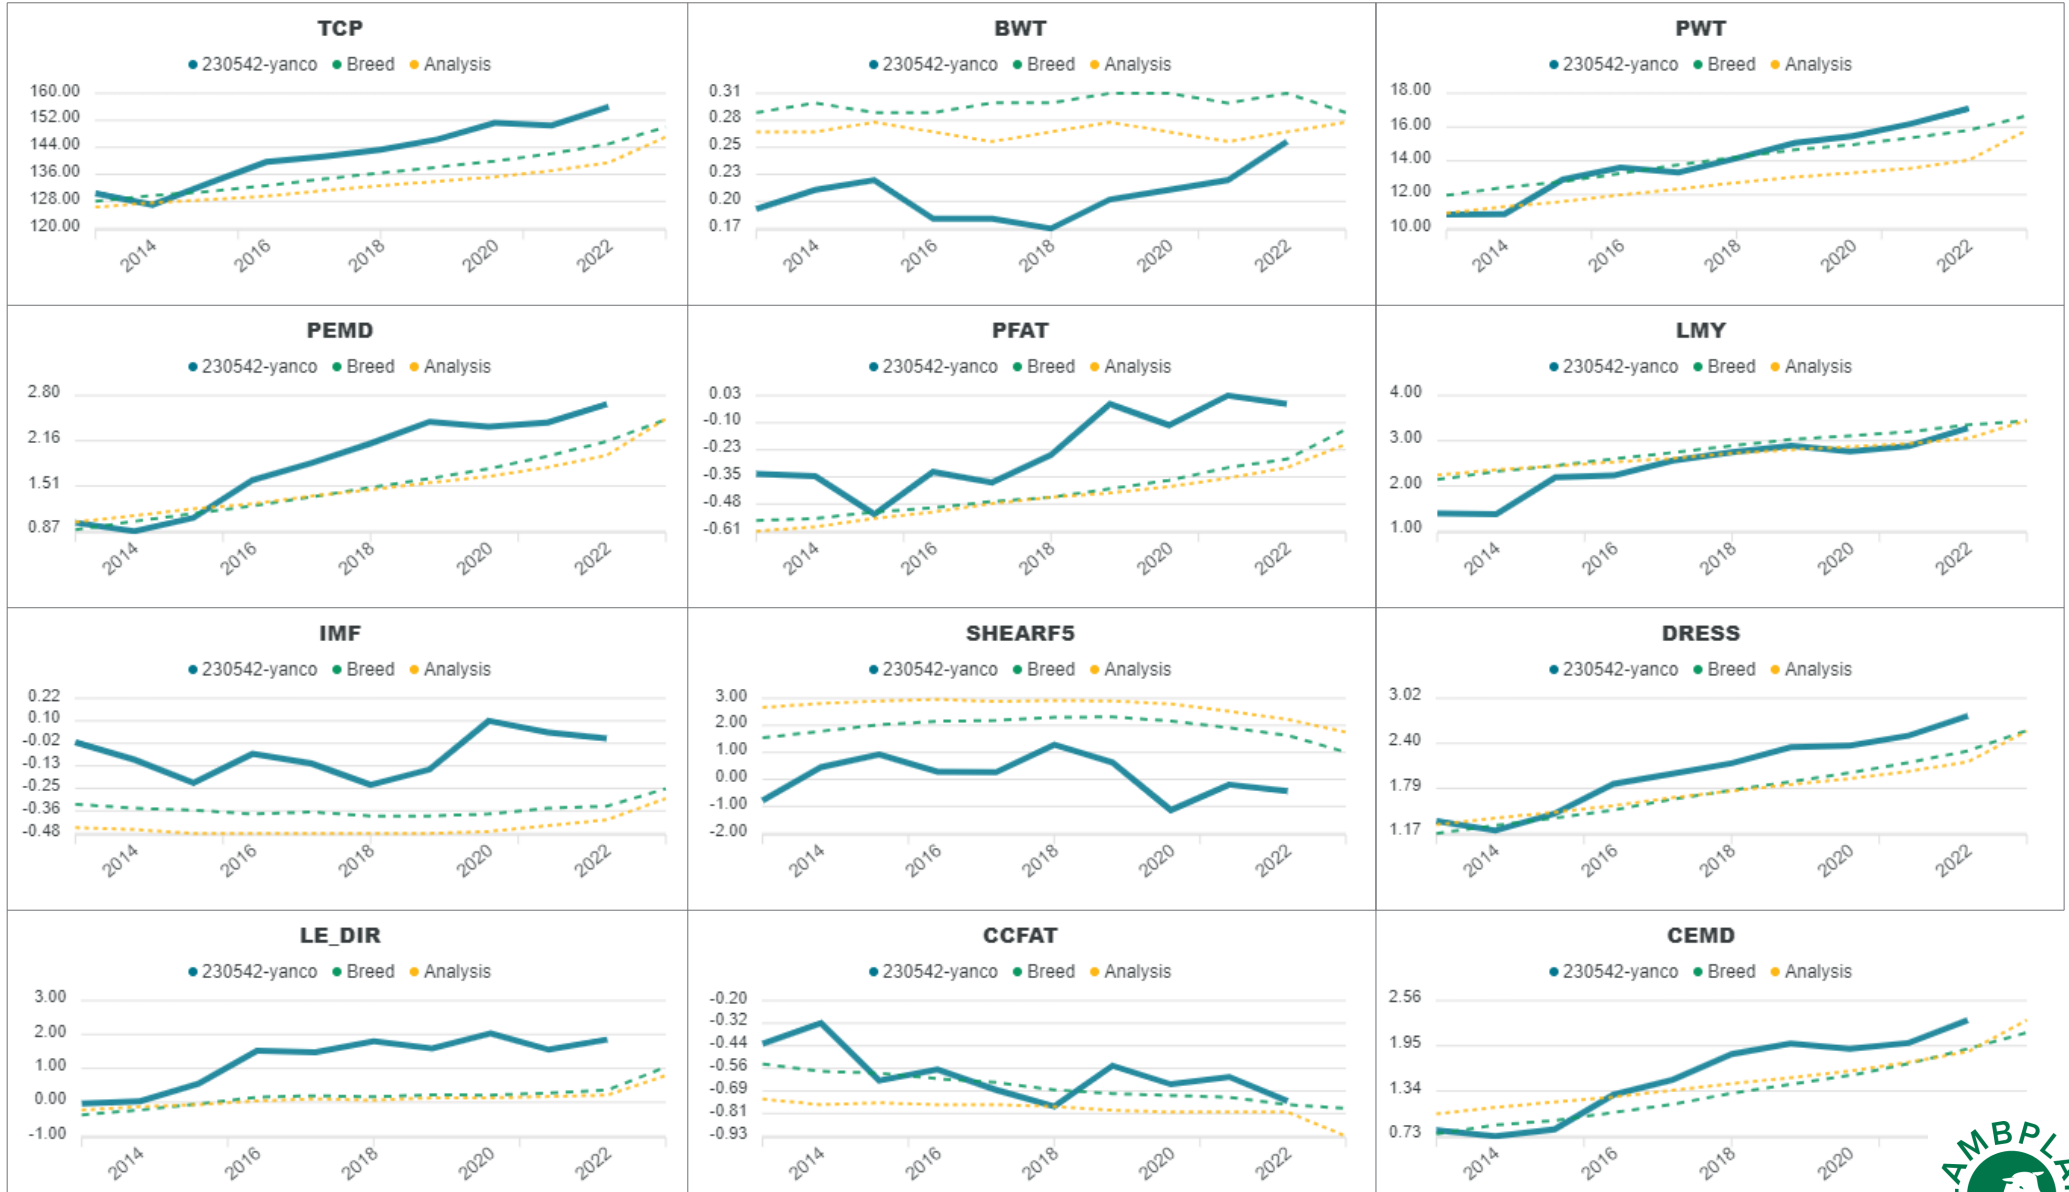 TCP
230542-yanco Breed Analysis
160.00
152.00
144.00
136.00
128.00
120.00
2014 2016 2018 2020 2022
BWT
230542-yanco Breed Analysis
0.31
0.28
0.25
0.23
0.20
0.17
2014 2016 2018 2020 2022
PWT
230542-yanco Breed Analysis
18.00
16.00
14.00
12.00
10.00
2014 2016 2018 2020 2022
PEMD
230542-yanco Breed Analysis
2.80
2.16
1.51
0.87
2014 2016 2018 2020 2022
PFAT
230542-yanco Breed Analysis
0.03
-0.10
-0.23
-0.35
-0.48
-0.61
2014 2016 2018 2020 2022
LMY
230542-yanco Breed Analysis
4.00
3.00
2.00
1.00
2014 2016 2018 2020 2022
IMF
230542-yanco Breed Analysis
0.22
0.10
-0.02
-0.13
-0.25
-0.36
-0.48
2014 2016 2018 2020 2022
SHEARF5
230542-yanco Breed Analysis
3.00
2.00
1.00
0.00
-1.00
-2.00
2014 2016 2018 2020 2022
DRESS
230542-yanco Breed Analysis
3.02
2.40
1.79
1.17
2014 2016 2018 2020 2022
LE_DIR
230542-yanco Breed Analysis
3.00
2.00
1.00
0.00
-1.00
2014 2016 2018 2020 2022
CCFAT
230542-yanco Breed Analysis
-0.20
-0.32
-0.44
-0.56
-0.69
-0.81
-0.93
2014 2016 2018 2020 2022
CEMD
230542-yanco Breed Analysis
2.56
1.95
1.34
0.73
2014 2016 2018 2020
AMBPLA